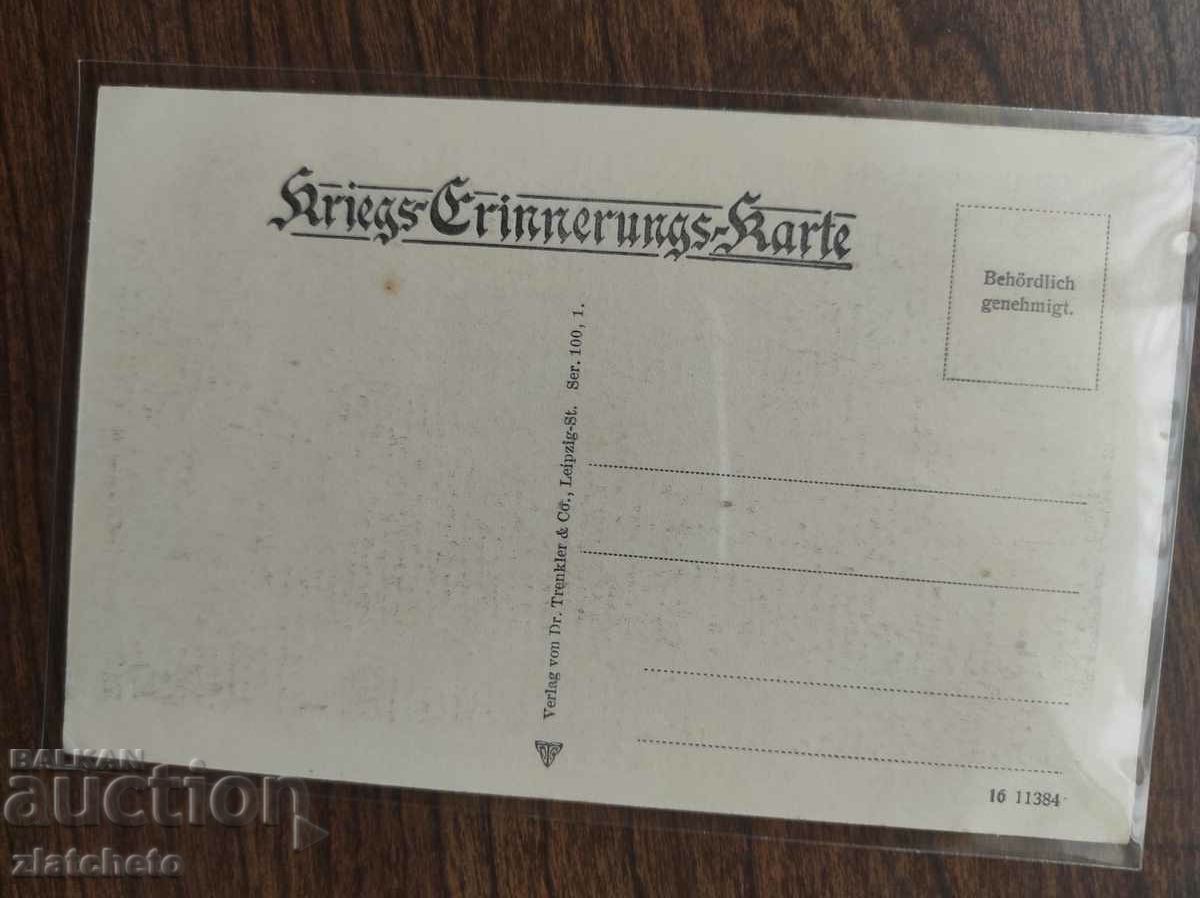 Kriegs-Erinnerungs-Karte
Behördlich
genehmigt.
Verlag von Dr. Trenkler & Co., Leipzig-St. Ser. 100, 1.
16 11384
BALKAN
auction
zlatcheto